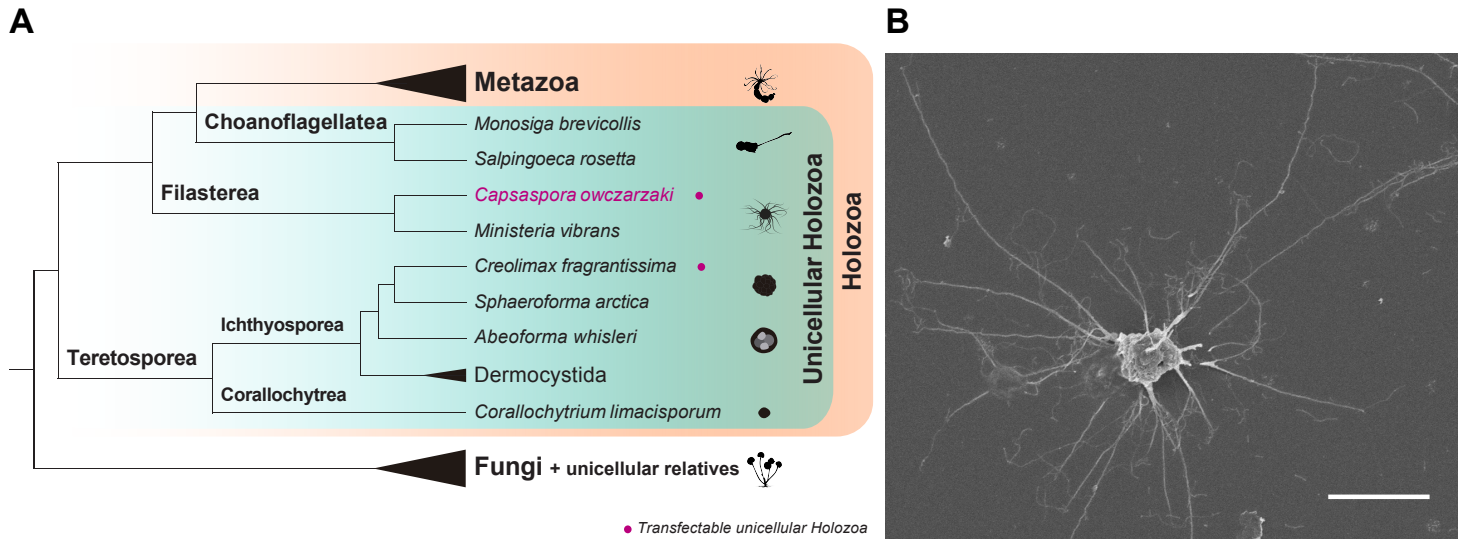 A
B
Metazoa
Choanoflagellatea
Monosiga brevicollis
Salpingoeca rosetta
Filasterea
Capsaspora owczarzaki
Ministeria vibrans
Creolimax fragrantissima
Sphaeroforma arctica
Ichthyosporea
Abeoforma whisleri
Teretosporea
Dermocystida
Corallochytrea
Corallochytrium limacisporum
Unicellular Holozoa
Holozoa
Fungi + unicellular relatives
Transfectable unicellular Holozoa